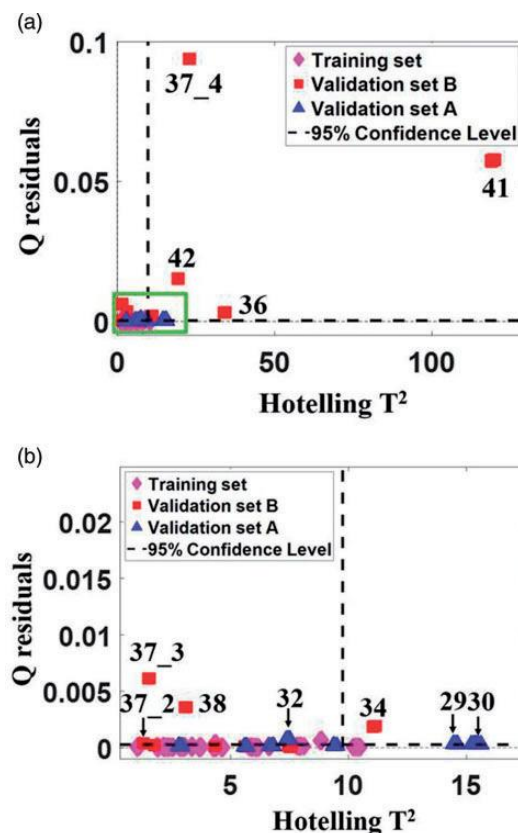 (a)
0.1
Training set
Validation set B
Validation set A
95% Confidence Level
37_4
0.05
41
42
36
0
Q residuals
0 50 100
Hotelling T²
(b)
Training set
Validation set B
Validation set A
95% Confidence Level
0.02
0.015
0.01
37_3
0.005
37_2 38 32 34 29 30
0
Q residuals
5 10 15
Hotelling T²